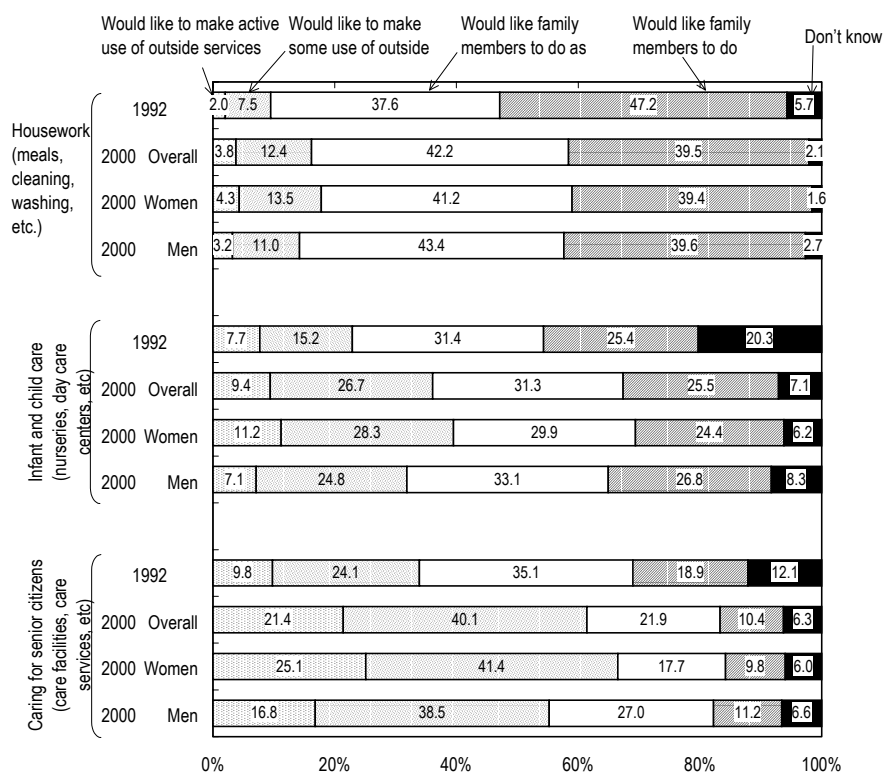 Would like to make active
use of outside services
Would like to make
some use of outside
Would like family
members to do as
Would like family
members to do
Don't know
Housework
(meals,
cleaning,
washing,
etc.)
1992 2.0 7.5 37.6 47.2 5.7
2000 Overall 3.8 12.4 42.2 39.5 2.1
2000 Women 4.3 13.5 41.2 39.4 1.6
2000 Men 3.2 11.0 43.4 39.6 2.7
Infant and child care
(nurseries, day care
centers, etc)
1992 7.7 15.2 31.4 25.4 20.3
2000 Overall 9.4 26.7 31.3 25.5 7.1
2000 Women 11.2 28.3 29.9 24.4 6.2
2000 Men 7.1 24.8 33.1 26.8 8.3
Caring for senior citizens
(care facilities, care
services, etc)
1992 9.8 24.1 35.1 18.9 12.1
2000 Overall 21.4 40.1 21.9 10.4 6.3
2000 Women 25.1 41.4 17.7 9.8 6.0
2000 Men 16.8 38.5 27.0 11.2 6.6
0% 20% 40% 60% 80% 100%